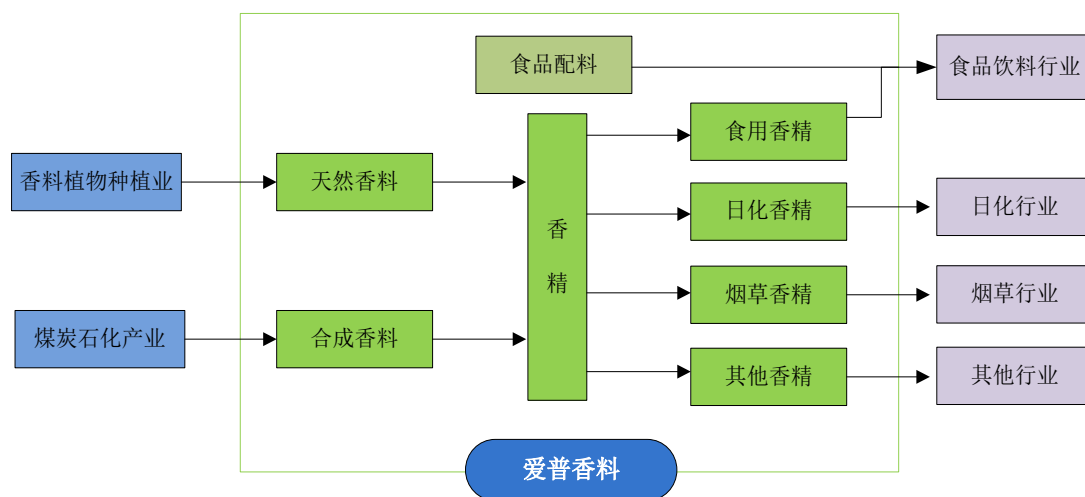 食品配料
食品饮料行业
食用香精
香料植物种植业
天然香料
香
精
日化香精
日化行业
烟草香精
烟草行业
煤炭石化产业
合成香料
其他香精
其他行业
爱普香料